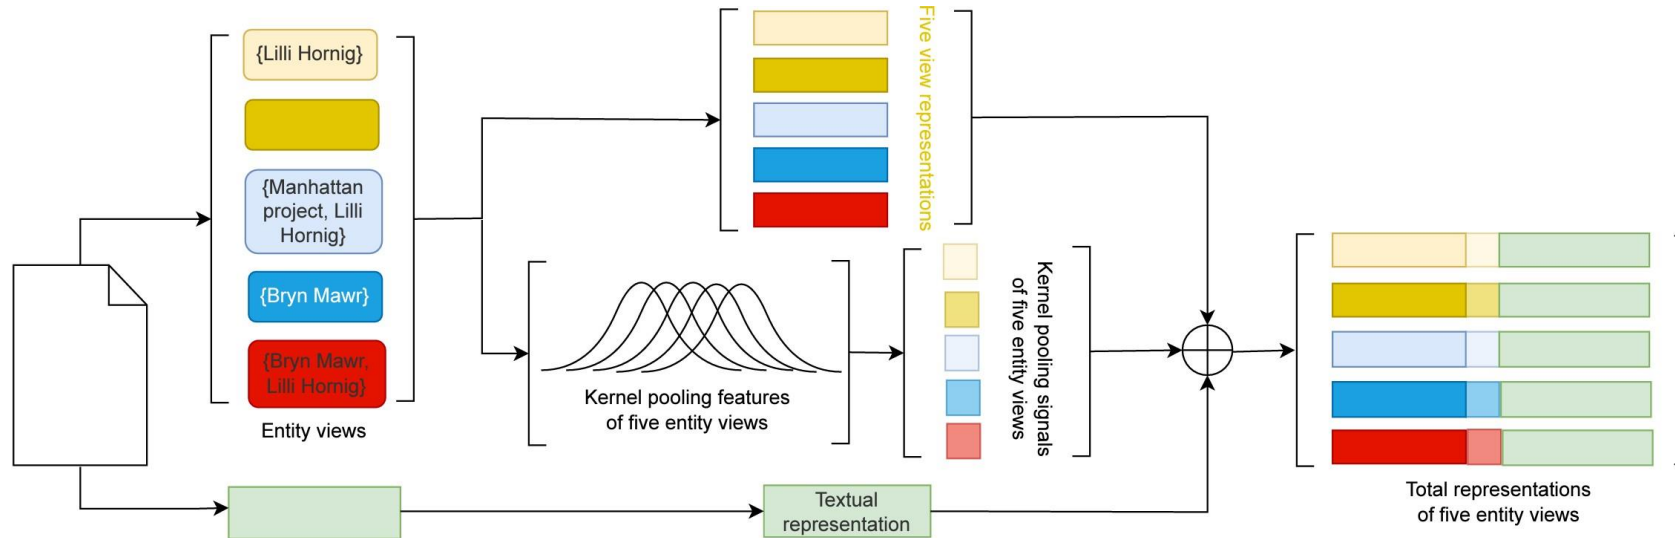 {Lilli Hornig}
{Manhattan
project, Lilli
Hornig}
{Bryn Mawr}
{Bryn Mawr,
Lilli Hornig}
Entity views
Five view representations
Kernel pooling features
of five entity views
Kernel pooling signals
of five entity views
Textual
representation
Total representations
of five entity views